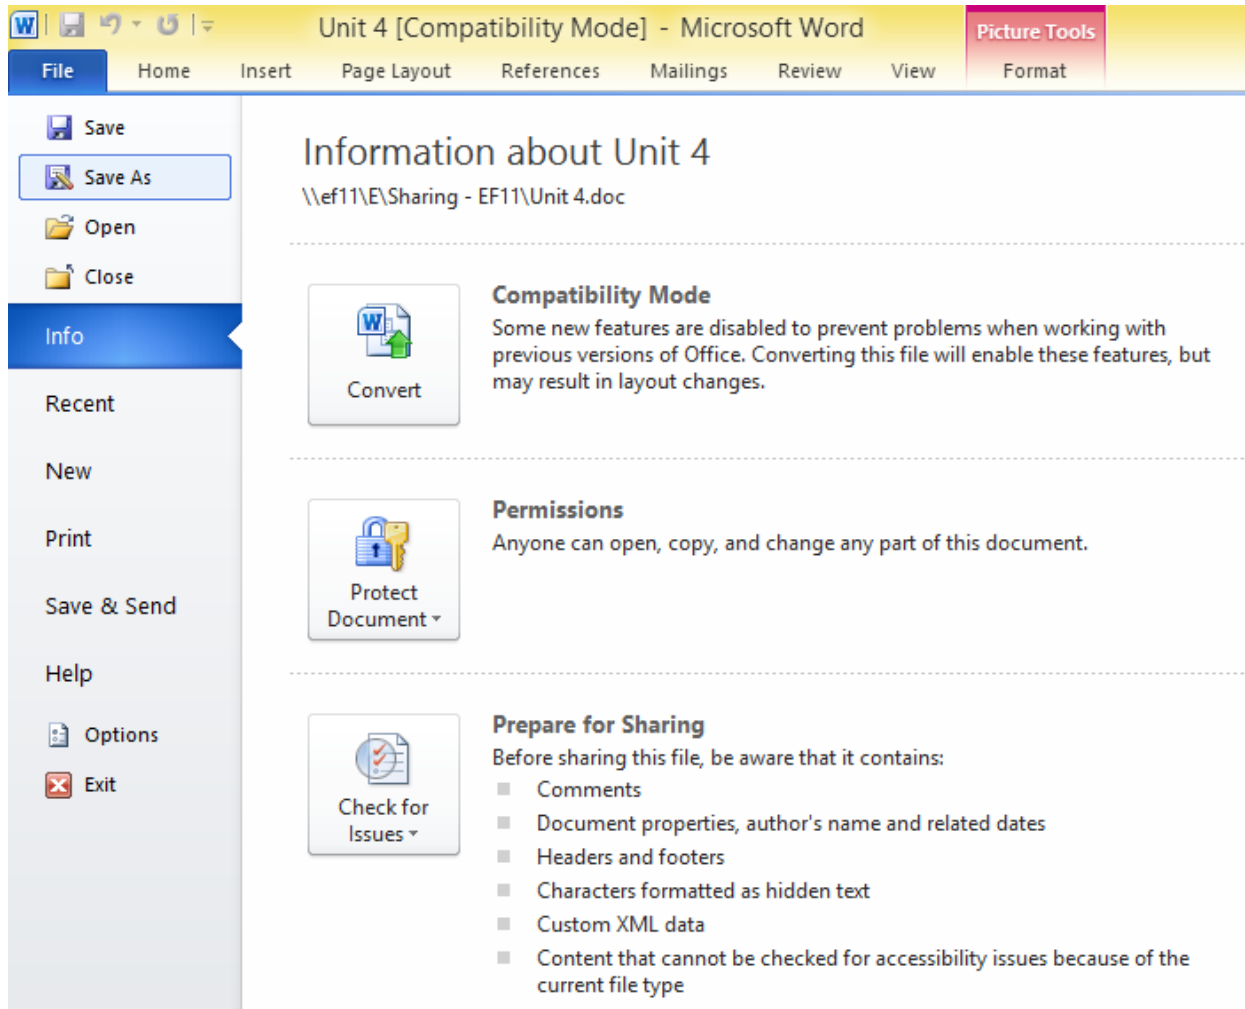 Unit 4 [Compatibility Mode] - Microsoft Word
Picture Tools
File Home Insert Page Layout References Mailings Review View Format
Save
Save As
Open
Close
Info
Recent
New
Print
Save & Send
Help
Options
Exit
Information about Unit 4
\\ef11\E\Sharing - EF11\Unit 4.doc
Convert
Compatibility Mode
Some new features are disabled to prevent problems when working with
previous versions of Office. Converting this file will enable these features, but
may result in layout changes.
Protect
Document
Permissions
Anyone can open, copy, and change any part of this document.
Check for
Issues
Prepare for Sharing
Before sharing this file, be aware that it contains:
Comments
Document properties, author's name and related dates
Headers and footers
Characters formatted as hidden text
Custom XML data
Content that cannot be checked for accessibility issues because of the
current file type